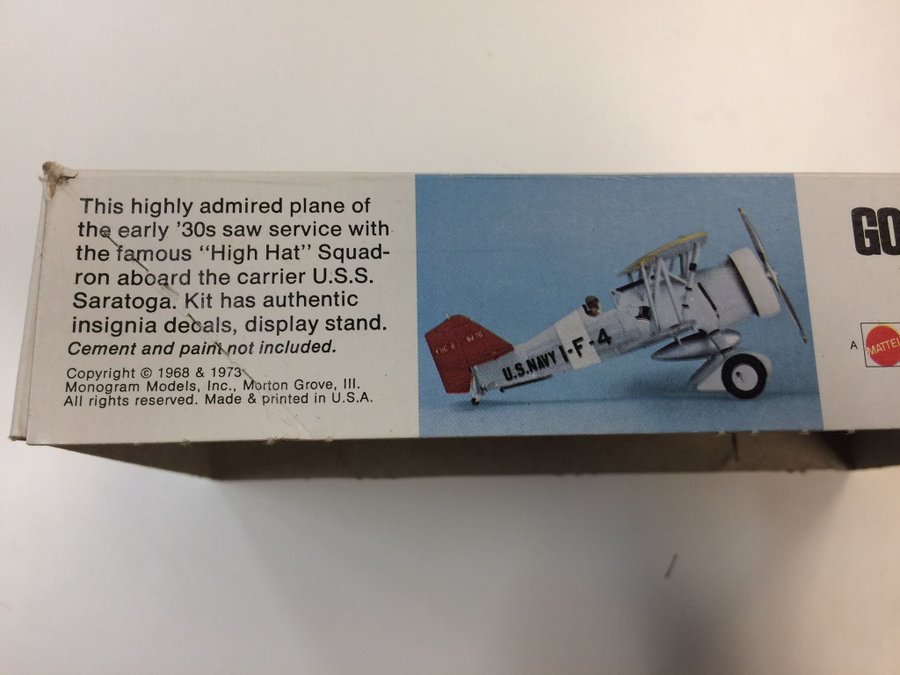 This highly admired plane of
the early '30s saw service with
the famous "High Hat" Squad-
ron aboard the carrier U.S.S.
Saratoga. Kit has authentic
insignia decals, display stand.
Cement and paint not included.
Copyright © 1968 & 1973
Monogram Models, Inc., Morton Grove, Ill.
All rights reserved. Made & printed in U.S.A.
U.S.NAVY 1-F-4
GO
A MATTEL